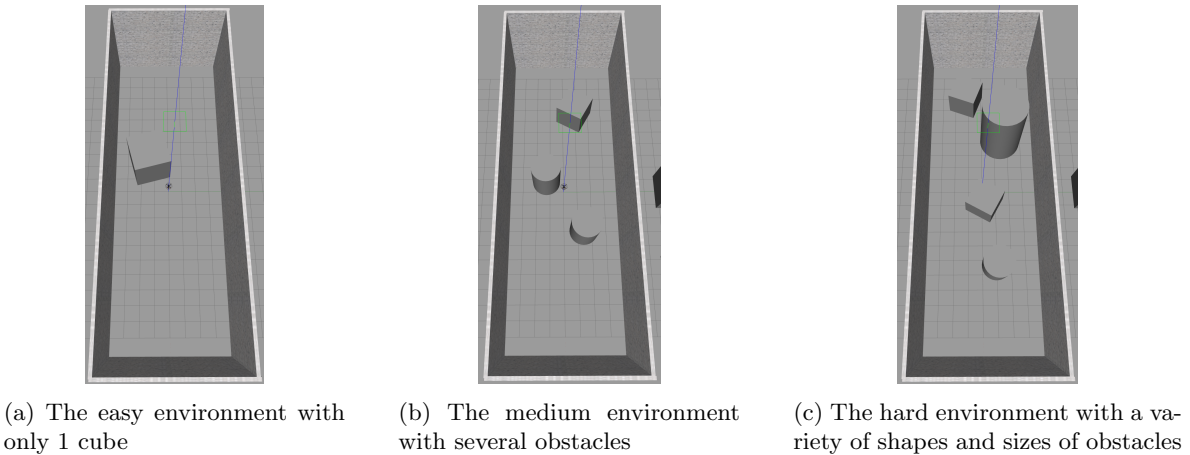 (a) The easy environment with
only 1 cube
(b) The medium environment
with several obstacles
(c) The hard environment with a va-
riety of shapes and sizes of obstacles